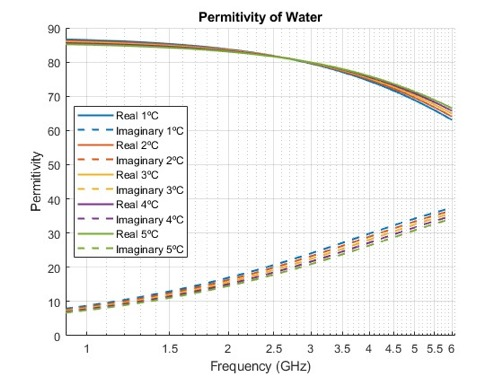 Permitivity of Water
90
80
70
60
50
40
30
20
10
0
Permitivity
Real 1ºC
Imaginary 1ºC
Real 2ºC
Imaginary 2ºC
Real 3ºC
Imaginary 3ºC
Real 4ºC
Imaginary 4ºC
Real 5ºC
Imaginary 5ºC
1 1.5 2 2.5 3 3.5 4 4.5 5 5.5 6
Frequency (GHz)